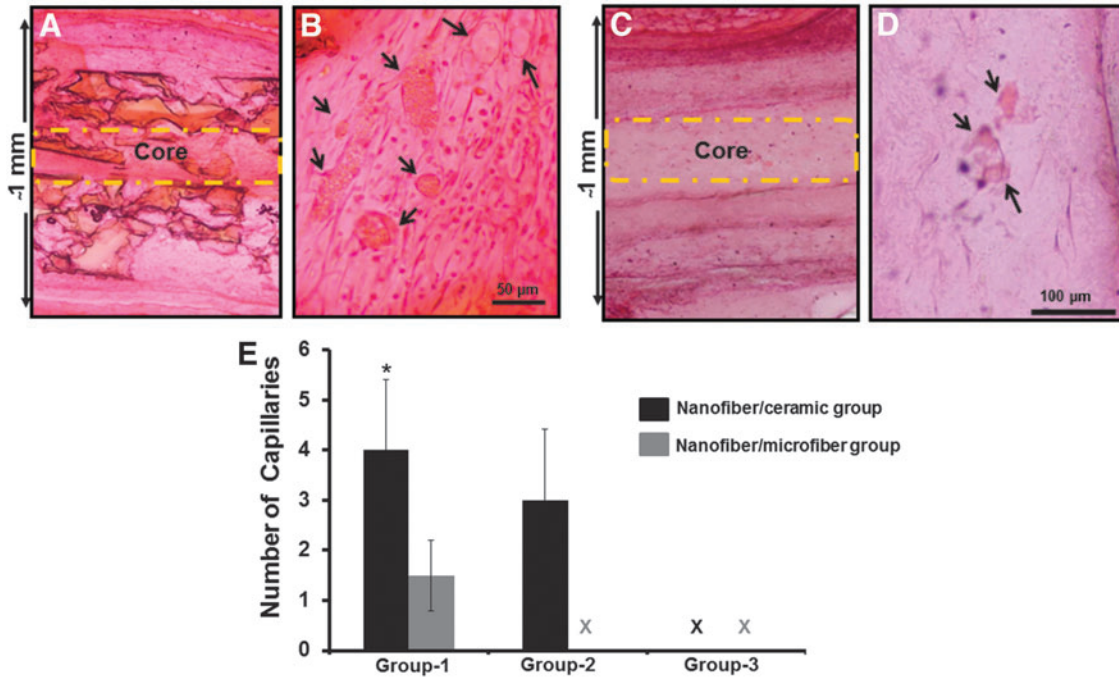 A
B
C
D
~1 mm
Core
50 µm
~1 mm
Core
100 µm
E
Number of Capillaries
6
5
4
3
2
1
0
*
X
X
X
Group-1
Group-2
Group-3
Nanofiber/ceramic group
Nanofiber/microfiber group